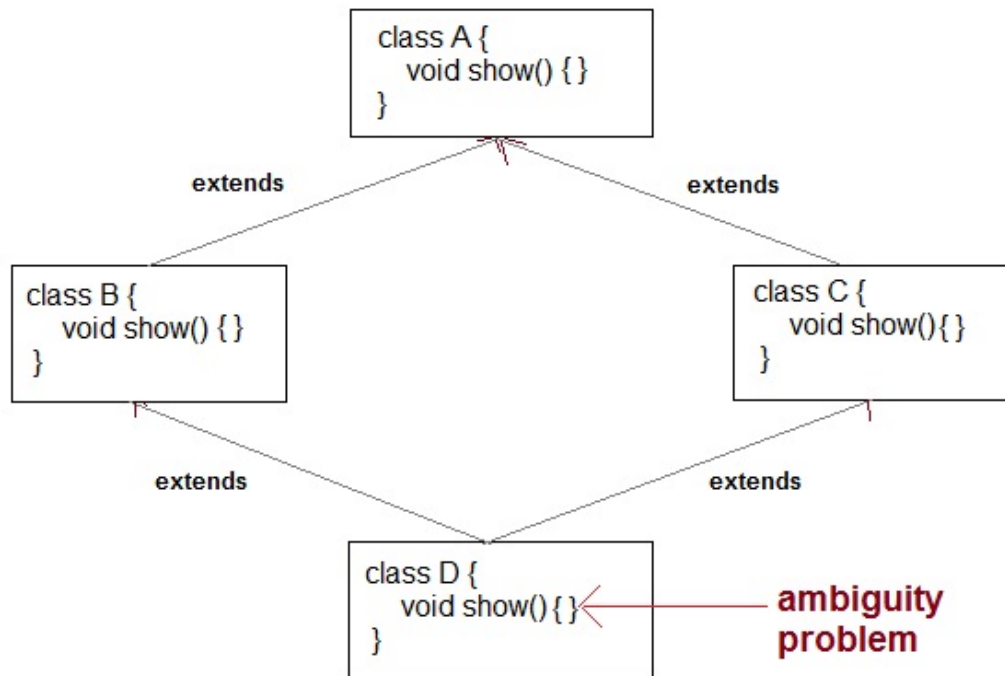 class A {
void show() { }
}
extends
extends
class B {
void show() { }
}
class C {
void show(){ }
}
extends
extends
class D {
void show(){ }
}
ambiguity
problem